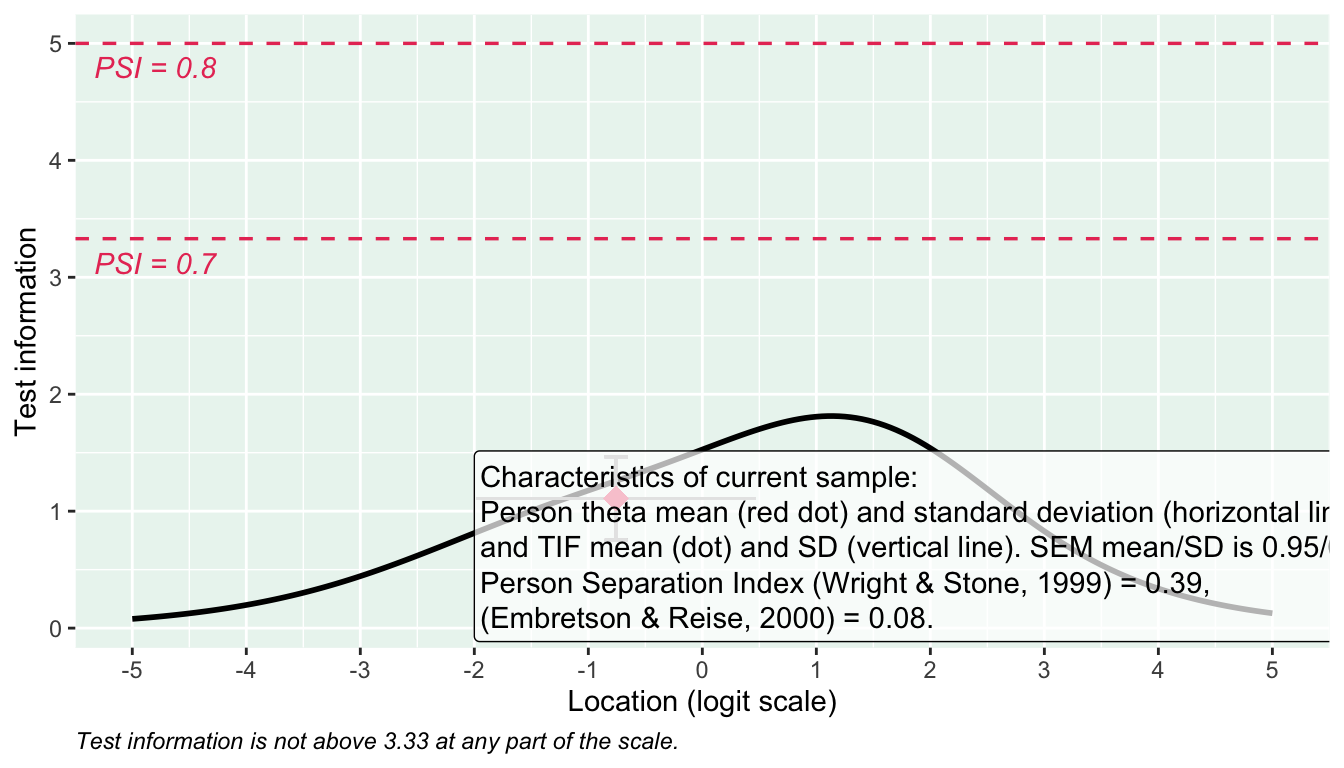 5
PSI = 0.8
4
PSI = 0.7
3
2
1
0
Test information
Characteristics of current sample:
Person theta mean (red dot) and standard deviation (horizontal
and TIF mean (dot) and SD (vertical line). SEM mean/SD is 0.95/
Person Separation Index (Wright & Stone, 1999) = 0.39,
(Embretson & Reise, 2000) = 0.08.
-5 -4 -3 -2 -1 0 1 2 3 4 5
Location (logit scale)
Test information is not above 3.33 at any part of the scale.